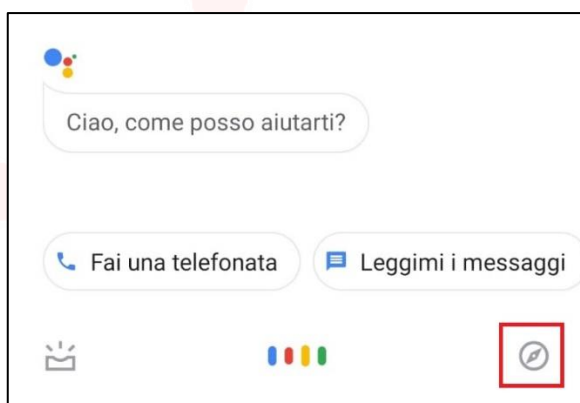 Ciao, come posso aiutarti?
Fai una telefonata
Leggimi i messaggi